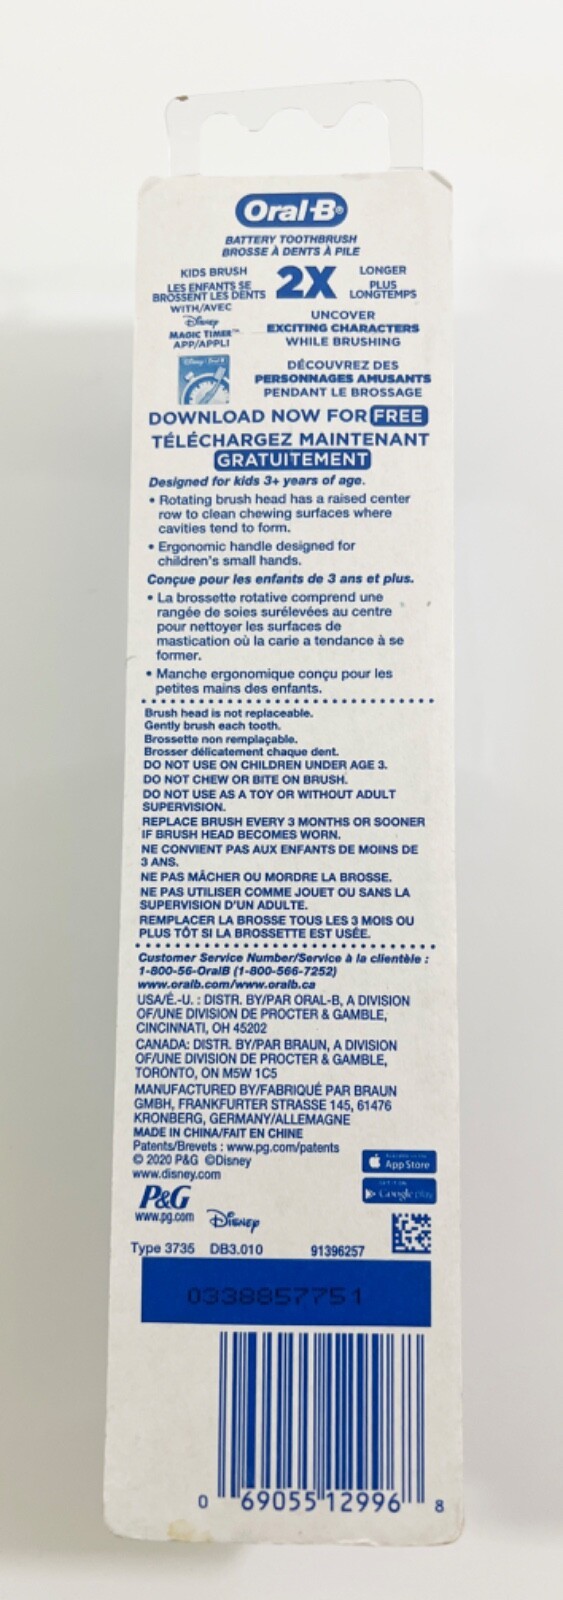 Oral-B®
BATTERY TOOTHBRUSH
BROSSE À DENTS À PILE
KIDS BRUSH
LES ENFANTS SE
BROSSENT LES DENTS
2X
LONGER
PLUS
LONGTEMPS
WITH/AVEC
Disney
MAGIC TIMER™
APP/APPLI
UNCOVER
EXCITING CHARACTERS
WHILE BRUSHING
Disney Oral-B
DÉCOUVREZ DES
PERSONNAGES AMUSANTS
PENDANT LE BROSSAGE
DOWNLOAD NOW FOR FREE
TÉLÉCHARGEZ MAINTENANT
GRATUITEMENT
Designed for kids 3+ years of age.
• Rotating brush head has a raised center
row to clean chewing surfaces where
cavities tend to form.
• Ergonomic handle designed for
children's small hands.
Conçue pour les enfants de 3 ans et plus.
• La brossette rotative comprend une
rangée de soies surélevées au centre
pour nettoyer les surfaces de
mastication où la carie a tendance à se
former.
• Manche ergonomique conçu pour les
petites mains des enfants.
Brush head is not replaceable.
Gently brush each tooth.
Brossette non remplaçable.
Brosser délicatement chaque dent.
DO NOT USE ON CHILDREN UNDER AGE 3.
DO NOT CHEW OR BITE ON BRUSH.
DO NOT USE AS A TOY OR WITHOUT ADULT
SUPERVISION.
REPLACE BRUSH EVERY 3 MONTHS OR SOONER
IF BRUSH HEAD BECOMES WORN.
NE CONVIENT PAS AUX ENFANTS DE MOINS DE
3 ANS.
NE PAS MÂCHER OU MORDRE LA BROSSE.
NE PAS UTILISER COMME JOUET OU SANS LA
SUPERVISION D'UN ADULTE.
REMPLACER LA BROSSE TOUS LES 3 MOIS OU
PLUS TÔT SI LA BROSSETTE EST USÉE.
Customer Service Number/Service à la clientèle :
1-800-56-OralB (1-800-566-7252)
www.oralb.com/www.oralb.ca
USA/É.-U. : DISTR. BY/PAR ORAL-B, A DIVISION
OF/UNE DIVISION DE PROCTER & GAMBLE,
CINCINNATI, OH 45202
CANADA: DISTR. BY/PAR BRAUN, A DIVISION
OF/UNE DIVISION DE PROCTER & GAMBLE,
TORONTO, ON M5W 1C5
MANUFACTURED BY/FABRIQUÉ PAR BRAUN
GMBH, FRANKFURTER STRASSE 145, 61476
KRONBERG, GERMANY/ALLEMAGNE
MADE IN CHINA/FAIT EN CHINE
Patents/Brevets : www.pg.com/patents
© 2020 P&G ©Disney
www.disney.com
App Store
Google play
P&G
www.pg.com
Disney
Type 3735 DB3.010 91396257
0338857751
0 69055 12996 8